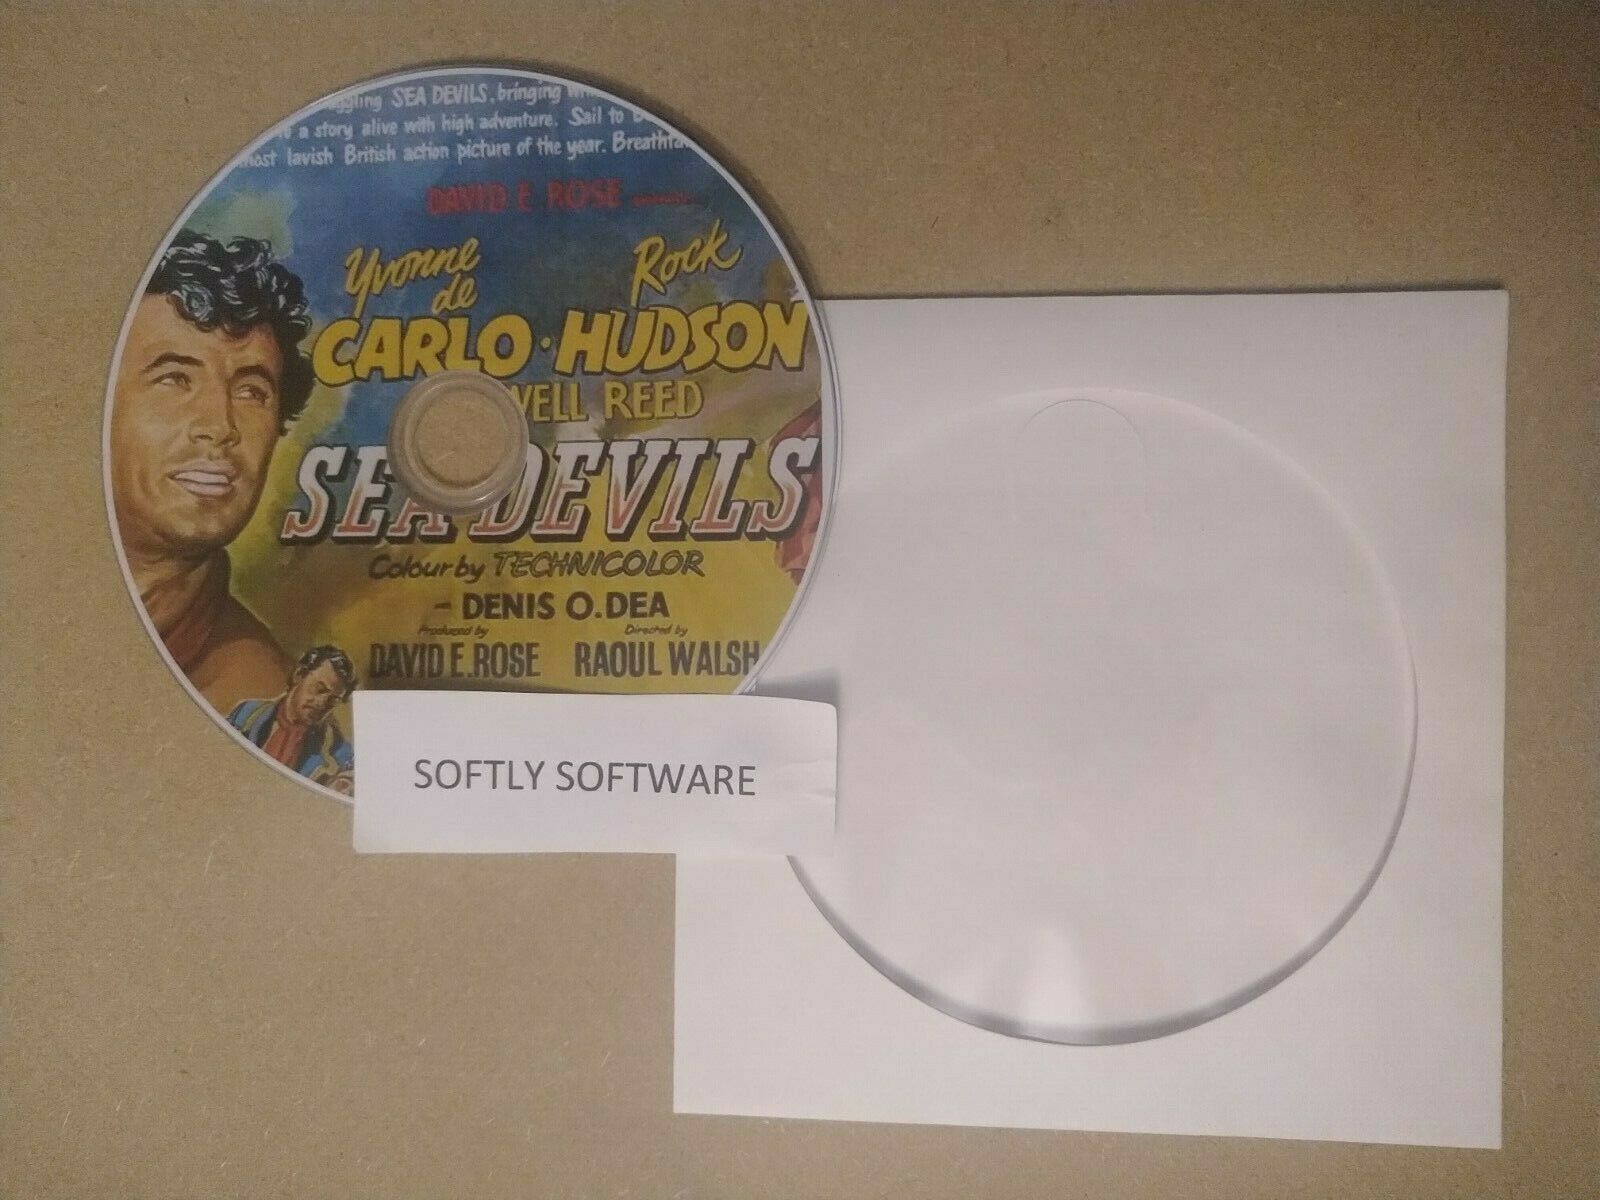 SEA DEVILS, bringing
a story alive with high adventure. Sail to
lavish British action picture of the year.
DAVID E. ROSE
Yvonne de CARLO · Rock HUDSON
REED
SEA DEVILS
Colour by TECHNICOLOR
- DENIS O.DEA
Produced by DAVID E. ROSE
Directed by RAOUL WALSH
SOFTLY SOFTWARE